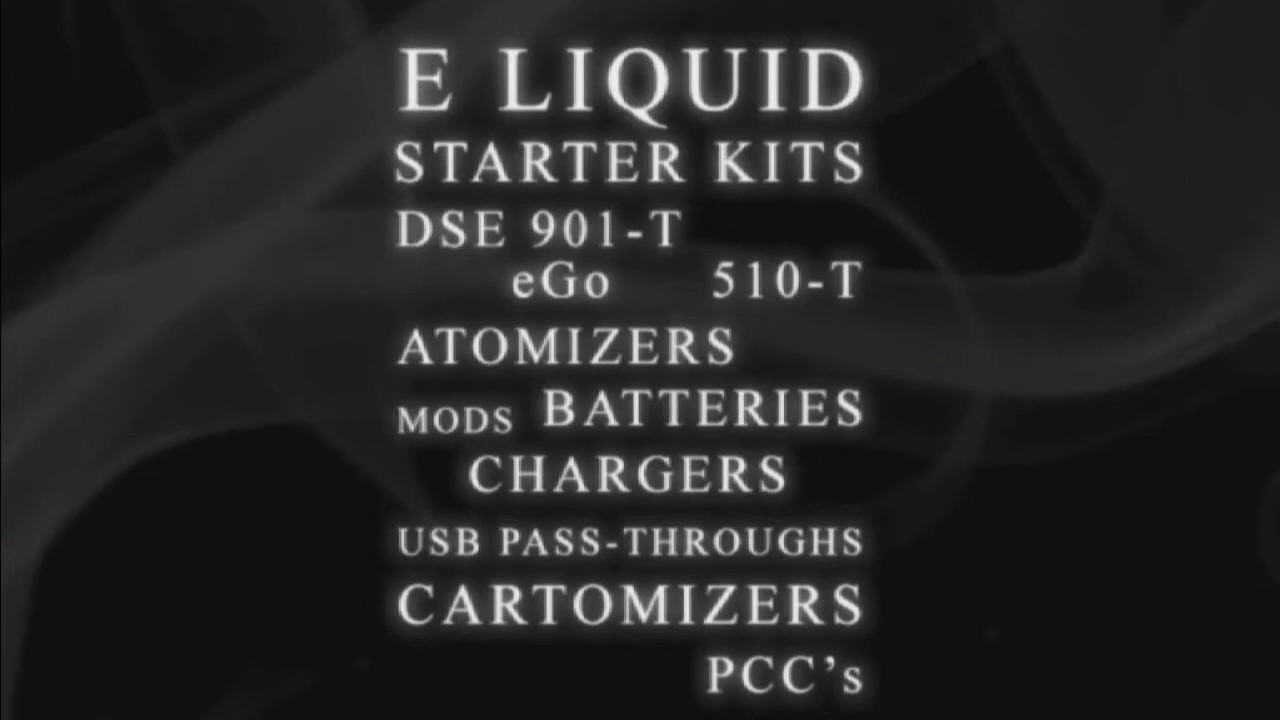 E LIQUID
STARTER KITS
DSE 901-T
eGo 510-T
ATOMIZERS
MODS BATTERIES
CHARGERS
USB PASS-THROUGHS
CARTOMIZERS
PCC's